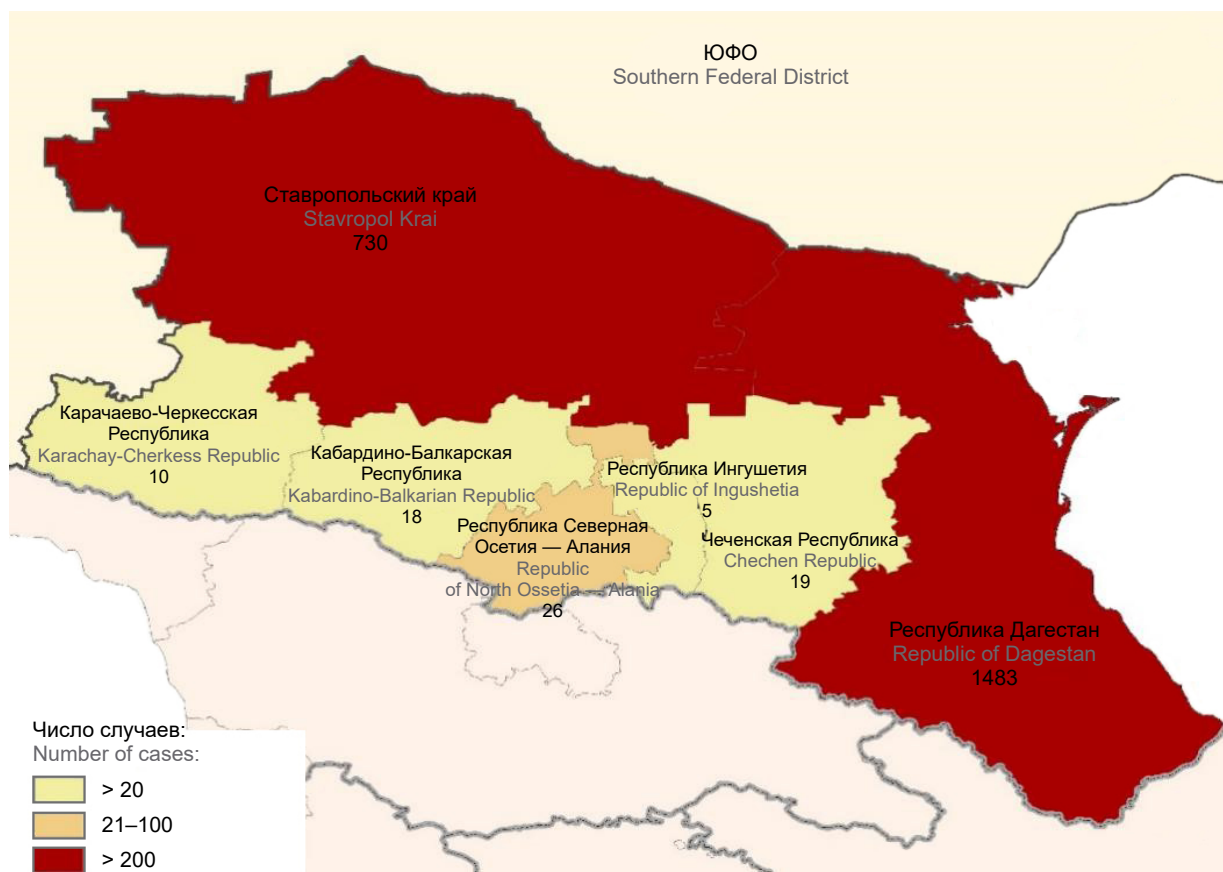 ЮФО
Southern Federal District
Ставропольский край
Stavropol Krai
730
Карачаево-Черкесская
Республика
Karachay-Cherkess Republic
10
Кабардино-Балкарская
Республика
Kabardino-Balkarian Republic
18
Республика Ингушетия
Republic of Ingushetia
5
Республика Северная
Осетия — Алания
Republic
of North Ossetia — Alania
26
Чеченская Республика
Chechen Republic
19
Республика Дагестан
Republic of Dagestan
1483
Число случаев:
Number of cases:
> 20
21–100
> 200